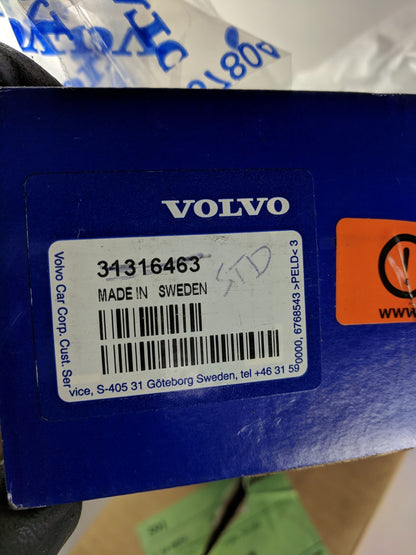 VOLVO
31316463
STD
MADE IN SWEDEN
Volvo Car Corp. Cust. Ser
vice, S-405 31 Göteborg Sweden, tel +46 31 59
0000, 6768543 >PELD< 3
!
www